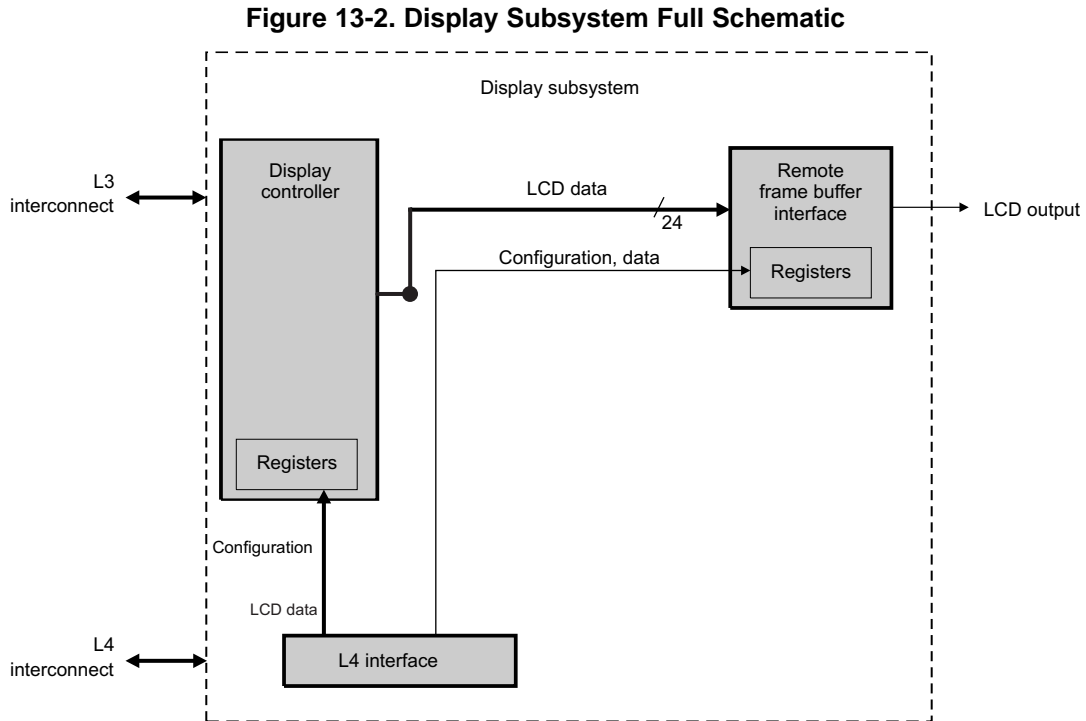 Figure 13-2. Display Subsystem Full Schematic
Display subsystem
L3
interconnect
Display
controller
LCD data
24
Remote
frame buffer
interface
LCD output
Configuration, data
Registers
Registers
Configuration
LCD data
L4
interconnect
L4 interface